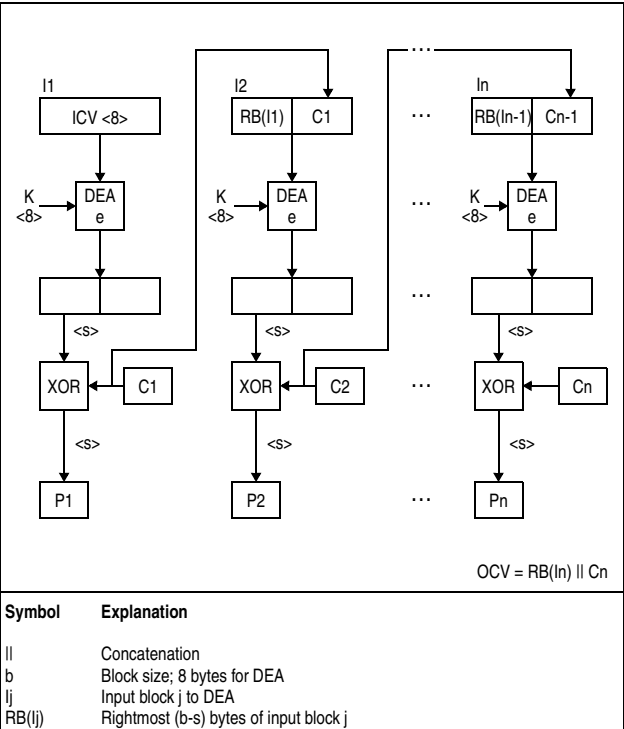 ...
I1 I2 In
ICV <8> RB(I1) C1 ... RB(In-1) Cn-1
K <8> DEA e K <8> DEA e ... K <8> DEA e
...
<s> <s> <s>
XOR C1 XOR C2 ... XOR Cn
<s> <s> <s>
P1 P2 ... Pn
OCV = RB(In) || Cn
Symbol Explanation
|| Concatenation
b Block size; 8 bytes for DEA
Ij Input block j to DEA
RB(Ij) Rightmost (b-s) bytes of input block j